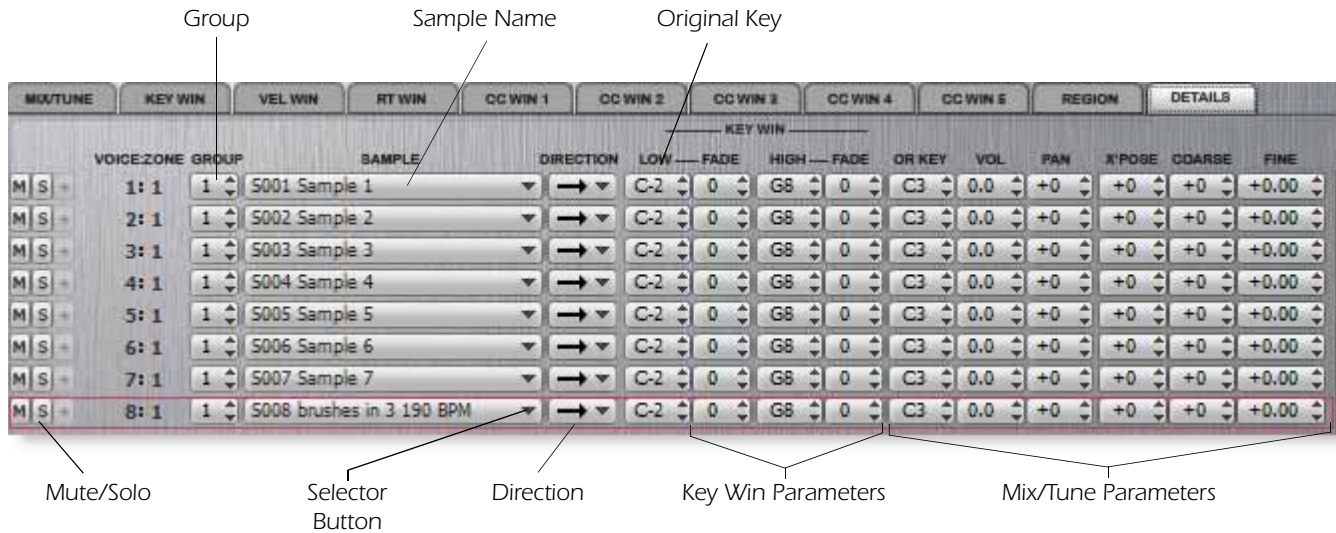 Group Sample Name Original Key
MIX/TUNE KEY WIN VEL WIN RT WIN CC WIN 1 CC WIN 2 CC WIN 3 CC WIN 4 CC WIN 5 REGION DETAILS
KEY WIN
VOICE:ZONE GROUP SAMPLE DIRECTION LOW FADE HIGH FADE OR KEY VOL PAN X'POSE COARSE FINE
M S + 1: 1 1 S001 Sample 1 C-2 0 G8 0 C3 0.0 +0 +0 +0 +0.00
M S + 2: 1 1 S002 Sample 2 C-2 0 G8 0 C3 0.0 +0 +0 +0 +0.00
M S + 3: 1 1 S003 Sample 3 C-2 0 G8 0 C3 0.0 +0 +0 +0 +0.00
M S + 4: 1 1 S004 Sample 4 C-2 0 G8 0 C3 0.0 +0 +0 +0 +0.00
M S + 5: 1 1 S005 Sample 5 C-2 0 G8 0 C3 0.0 +0 +0 +0 +0.00
M S + 6: 1 1 S006 Sample 6 C-2 0 G8 0 C3 0.0 +0 +0 +0 +0.00
M S + 7: 1 1 S007 Sample 7 C-2 0 G8 0 C3 0.0 +0 +0 +0 +0.00
M S + 8: 1 1 S008 brushes in 3 190 BPM C-2 0 G8 0 C3 0.0 +0 +0 +0 +0.00
Mute/Solo Selector Direction Key Win Parameters Mix/Tune Parameters
Button